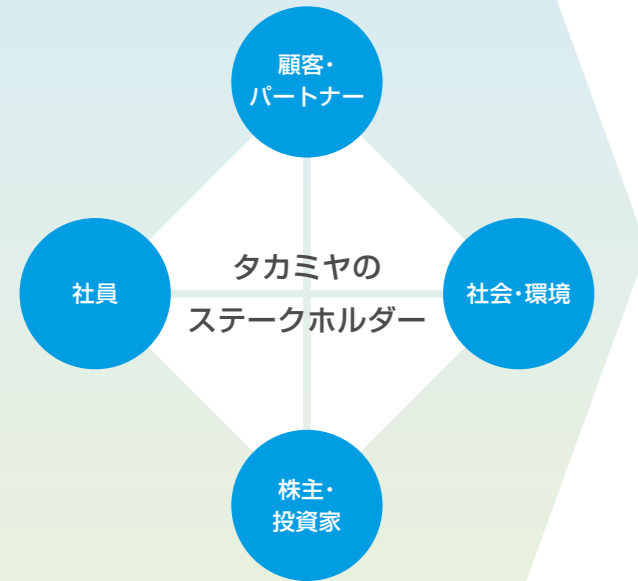 顧客・
パートナー
タカミヤの
ステークホルダー
社員
社会・環境
株主・
投資家